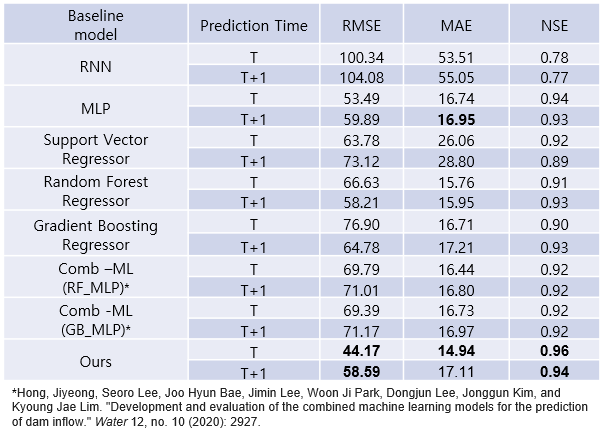 Baseline model Prediction Time RMSE MAE NSE
RNN T 100.34 53.51 0.78
T+1 104.08 55.05 0.77
MLP T 53.49 16.74 0.94
T+1 59.89 16.95 0.93
Support Vector Regressor T 63.78 26.06 0.92
T+1 73.12 28.80 0.89
Random Forest Regressor T 66.63 15.76 0.91
T+1 58.21 15.95 0.93
Gradient Boosting Regressor T 76.90 16.71 0.90
T+1 64.78 17.21 0.93
Comb –ML (RF_MLP)* T 69.79 16.44 0.92
T+1 71.01 16.80 0.92
Comb -ML (GB_MLP)* T 69.39 16.73 0.92
T+1 71.17 16.97 0.92
Ours T 44.17 14.94 0.96
T+1 58.59 17.11 0.94
*Hong, Jiyeong, Seoro Lee, Joo Hyun Bae, Jimin Lee, Woon Ji Park, Dongjun Lee, Jonggun Kim, and
Kyoung Jae Lim. "Development and evaluation of the combined machine learning models for the prediction
of dam inflow." Water 12, no. 10 (2020): 2927.